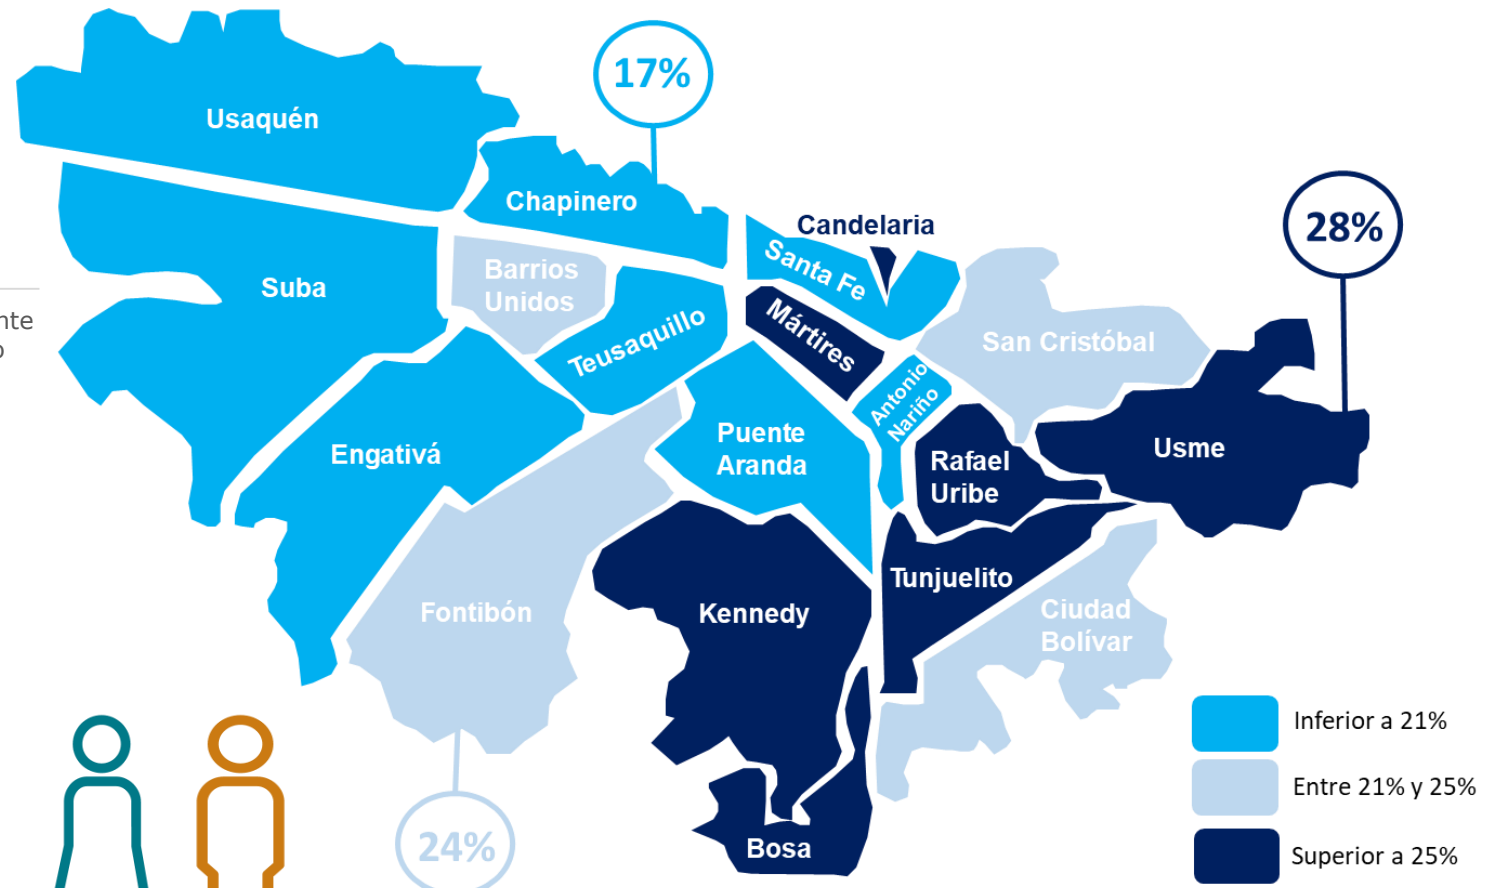 17%
Usaquén
Chapinero
28%
Candelaria
Santa Fe
Barrios
Unidos
Suba
Teusaquillo
Mártires
San Cristóbal
Antonio
Nariño
Engativá
Puente
Aranda
Rafael
Uribe
Usme
Fontibón
Kennedy
Tunjuelito
Ciudad
Bolívar
24%
Bosa
Inferior a 21%
Entre 21% y 25%
Superior a 25%